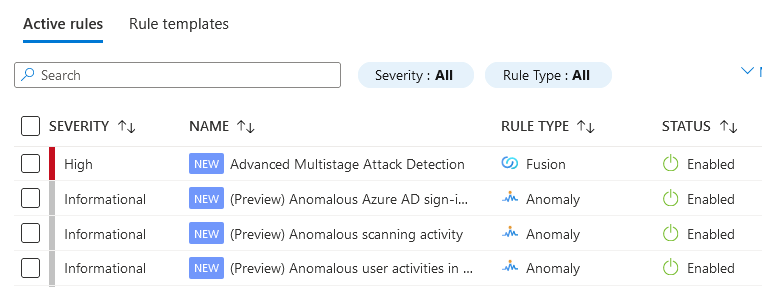 Active rules Rule templates
Search Severity : All Rule Type : All
SEVERITY NAME RULE TYPE STATUS
High NEW Advanced Multistage Attack Detection Fusion Enabled
Informational NEW (Preview) Anomalous Azure AD sign-i... Anomaly Enabled
Informational NEW (Preview) Anomalous scanning activity Anomaly Enabled
Informational NEW (Preview) Anomalous user activities in ... Anomaly Enabled